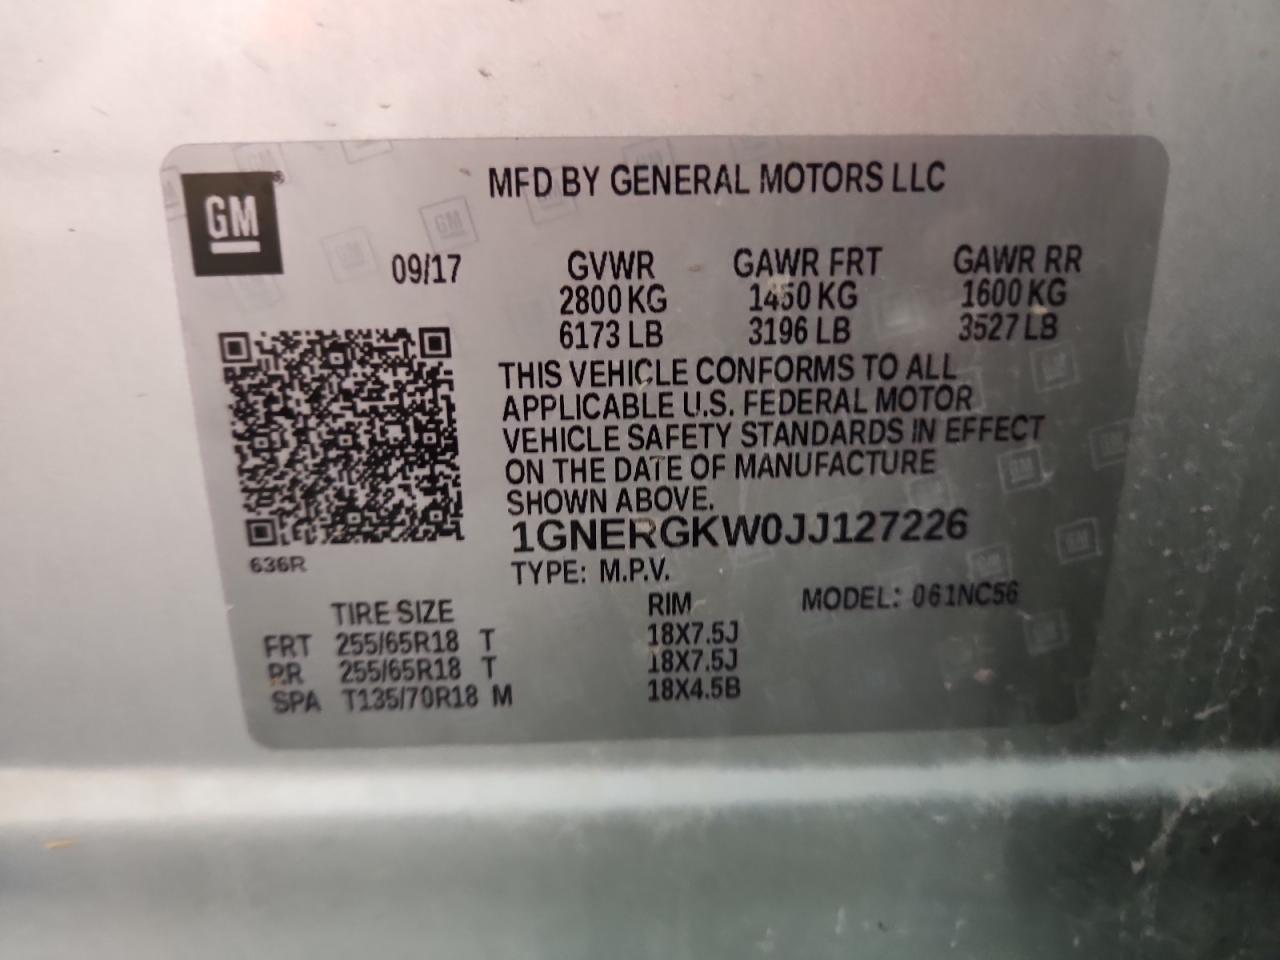 GM®
MFD BY GENERAL MOTORS LLC
09/17 GVWR GAWR FRT GAWR RR
2800 KG 1450 KG 1600 KG
6173 LB 3196 LB 3527 LB
THIS VEHICLE CONFORMS TO ALL
APPLICABLE U.S. FEDERAL MOTOR
VEHICLE SAFETY STANDARDS IN EFFECT
ON THE DATE OF MANUFACTURE
SHOWN ABOVE.
1GNERGKW0JJ127226
636R
TYPE: M.P.V. MODEL: 061NC56
TIRE SIZE RIM
FRT 255/65R18 T 18X7.5J
RR 255/65R18 T 18X7.5J
SPA T135/70R18 M 18X4.5B